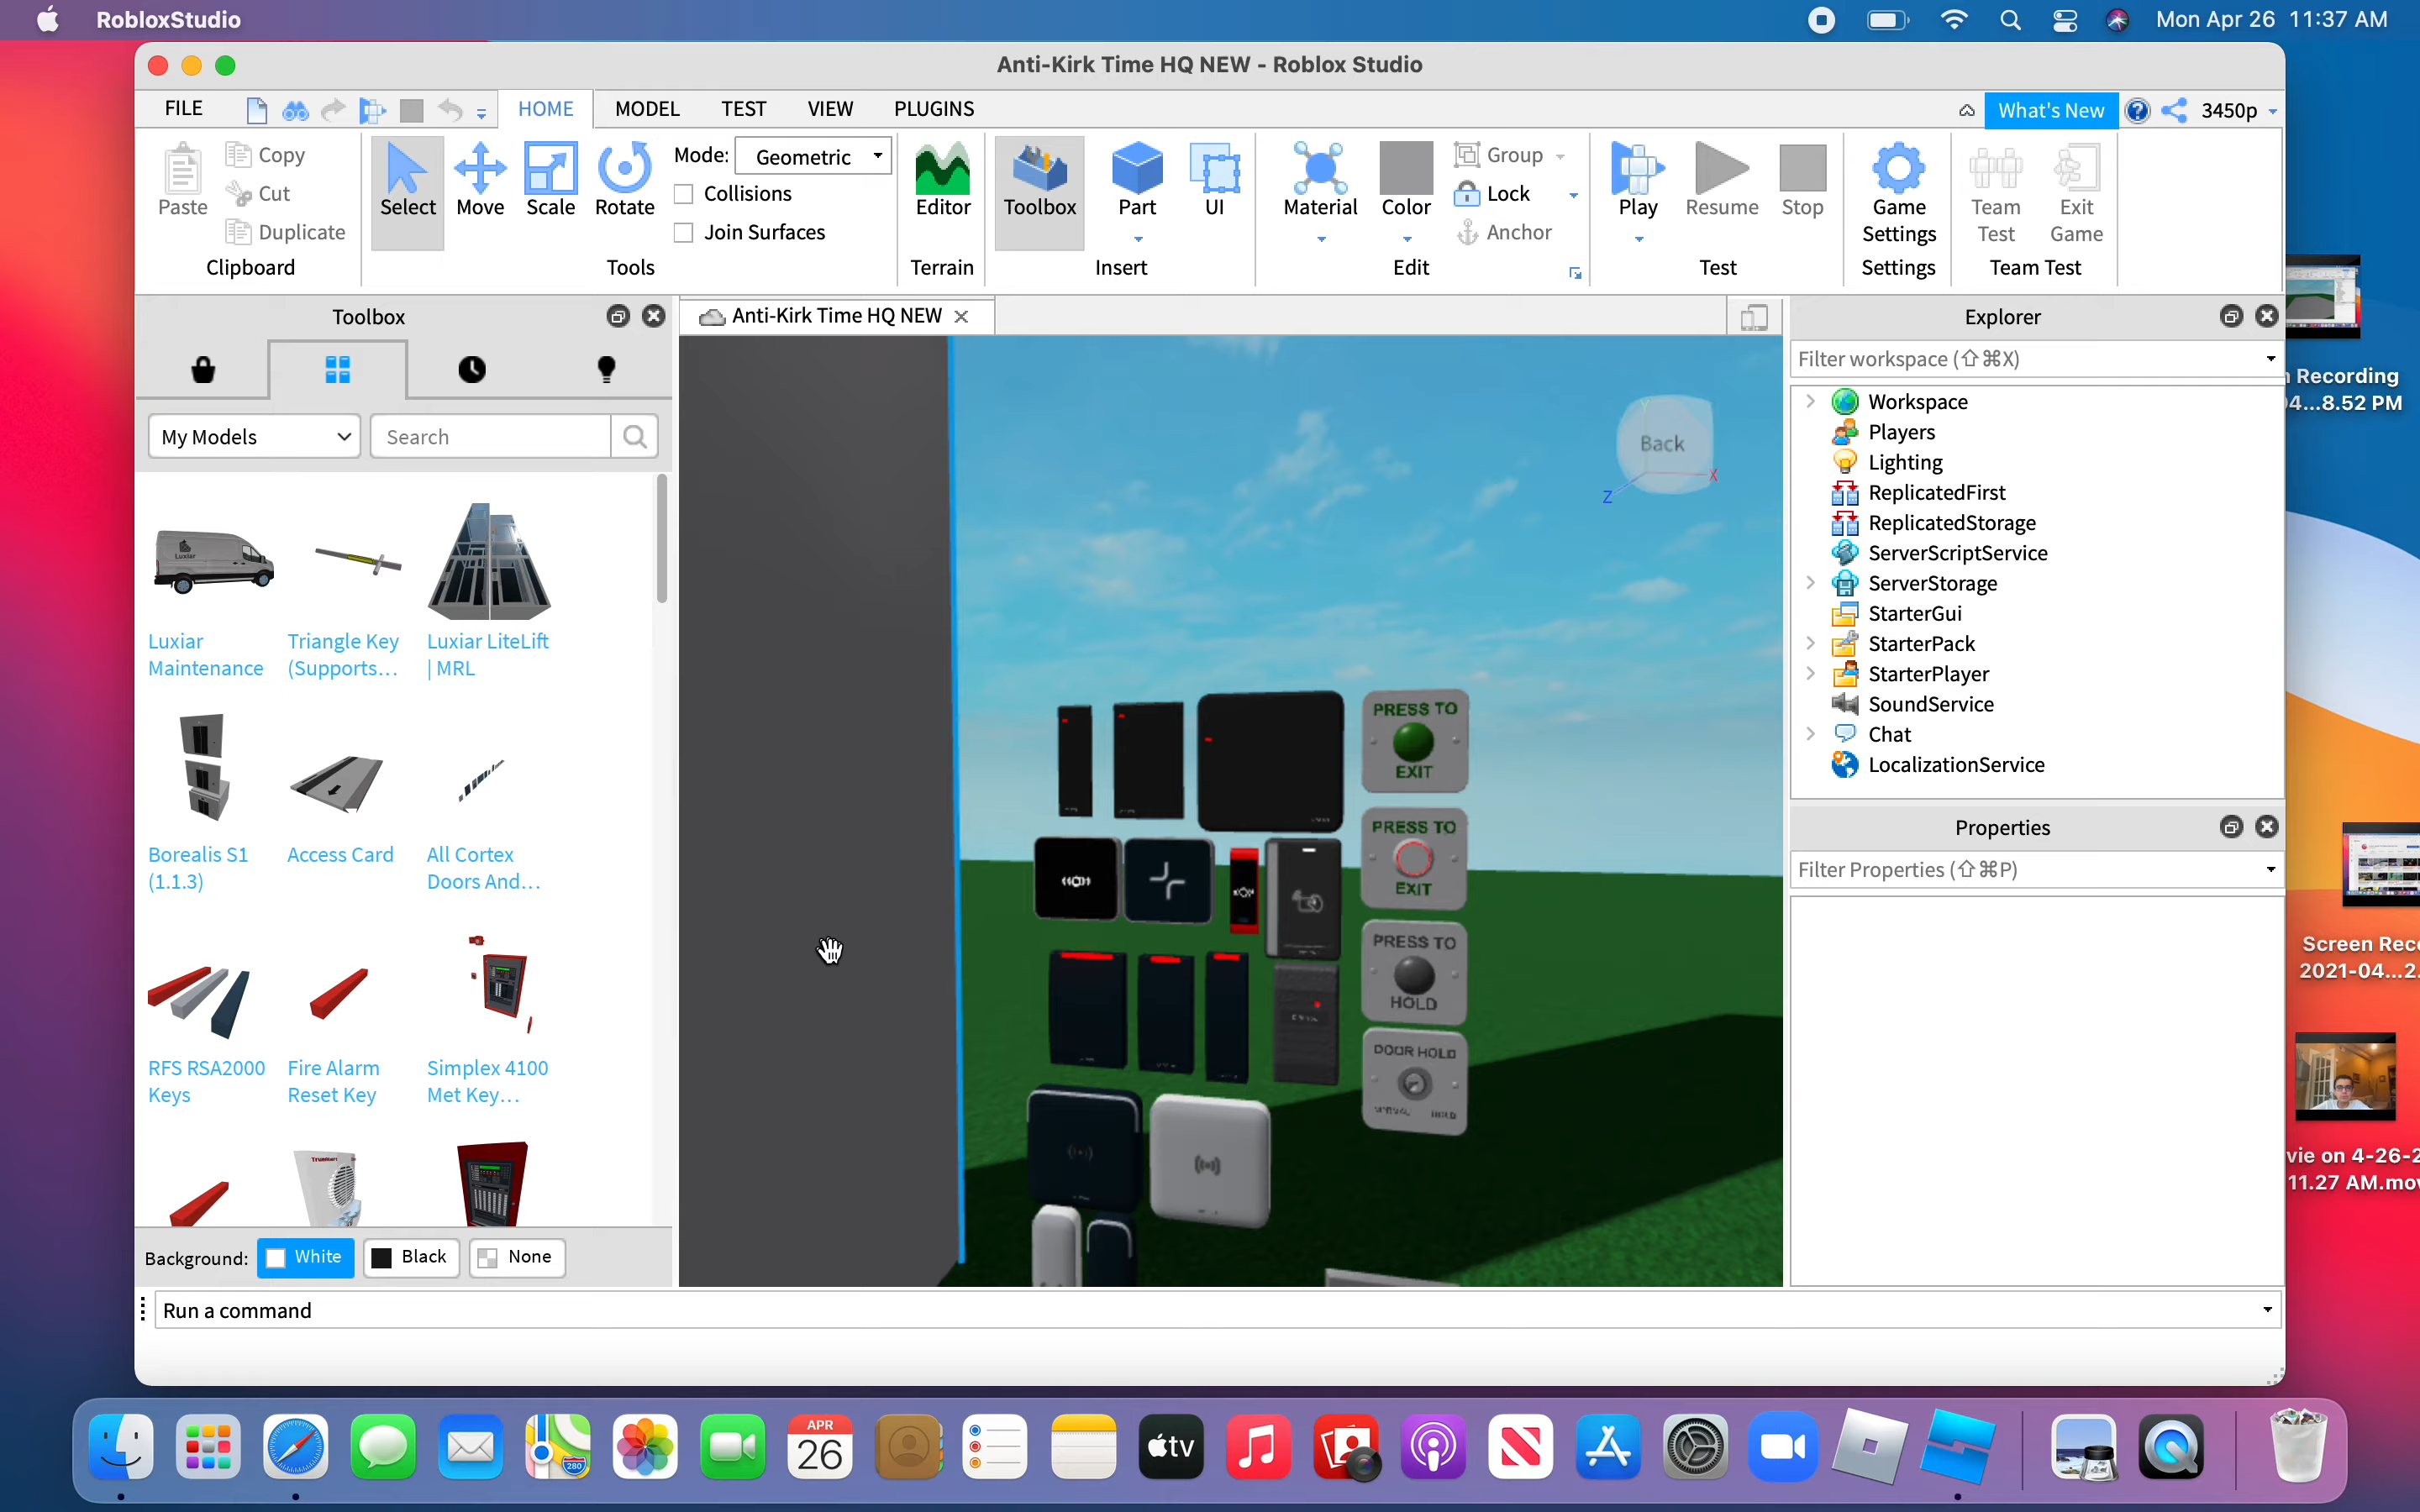 RobloxStudio
Mon Apr 26 11:37 AM
Anti-Kirk Time HQ NEW - Roblox Studio
FILE HOME MODEL TEST VIEW PLUGINS
What's New 3450p
Paste Copy Cut Duplicate
Clipboard
Select Move Scale Rotate
Mode: Geometric
Collisions
Join Surfaces
Tools
Editor
Terrain
Toolbox Part UI
Insert
Material Color Group Lock Anchor
Edit
Play Resume Stop
Test
Game Settings
Settings
Team Test Exit Game
Team Test
Toolbox
My Models Search
Luxiar Maintenance
Triangle Key (Supports...
Luxiar LiteLift | MRL
Borealis S1 (1.1.3)
Access Card
All Cortex Doors And...
RFS RSA2000 Keys
Fire Alarm Reset Key
Simplex 4100 Met Key...
Background: White Black None
Run a command
Anti-Kirk Time HQ NEW
Back
X
Z
PRESS TO
EXIT
PRESS TO
EXIT
PRESS TO
HOLD
DOOR HOLD
HOLD
Explorer
Filter workspace (⇧⌘X)
Workspace
Players
Lighting
ReplicatedFirst
ReplicatedStorage
ServerScriptService
ServerStorage
StarterGui
StarterPack
StarterPlayer
SoundService
Chat
LocalizationService
Properties
Filter Properties (⇧⌘P)
Recording
04...8.52 PM
Screen Rec
2021-04...2.
vie on 4-26-2
11.27 AM.mov
APR
26
tv
280